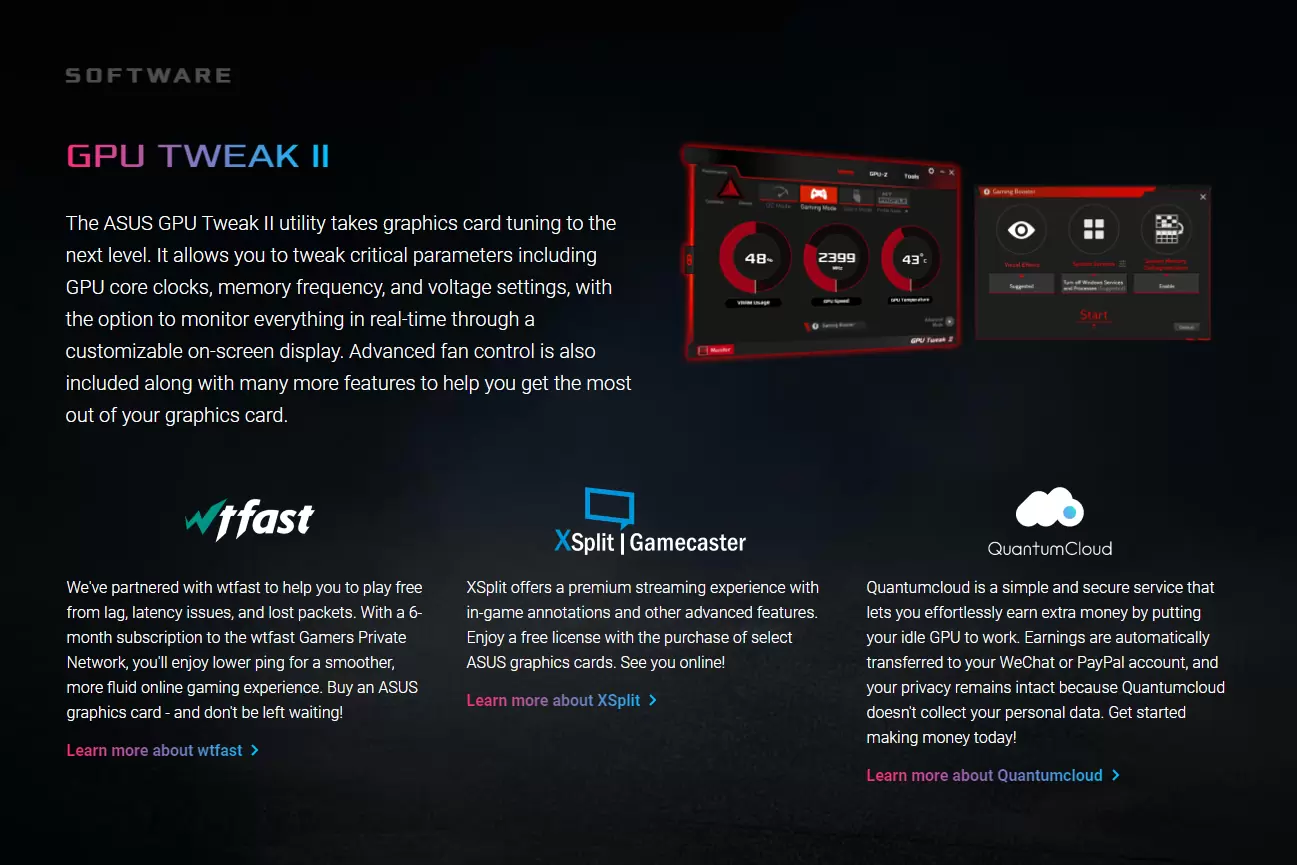 SOFTWARE
GPU TWEAK II
The ASUS GPU Tweak II utility takes graphics card tuning to the
next level. It allows you to tweak critical parameters including
GPU core clocks, memory frequency, and voltage settings, with
the option to monitor everything in real-time through a
customizable on-screen display. Advanced fan control is also
included along with many more features to help you get the most
out of your graphics card.
GPU-Z
Tools
Gaming Mode
48%
2399
MHz
43°C
VRAM Usage
GPU Speed
GPU Temperature
Gaming Booster
Monitor
GPU Tweak II
Gaming Booster
Visual Effects
System Services
System Memory
Defragmentation
Suggested
Turn off Windows Services
and Processes
Enable
Start
wtfast
We've partnered with wtfast to help you to play free
from lag, latency issues, and lost packets. With a 6-
month subscription to the wtfast Gamers Private
Network, you'll enjoy lower ping for a smoother,
more fluid online gaming experience. Buy an ASUS
graphics card - and don't be left waiting!
Learn more about wtfast
XSplit | Gamecaster
XSplit offers a premium streaming experience with
in-game annotations and other advanced features.
Enjoy a free license with the purchase of select
ASUS graphics cards. See you online!
Learn more about XSplit
QuantumCloud
Quantumcloud is a simple and secure service that
lets you effortlessly earn extra money by putting
your idle GPU to work. Earnings are automatically
transferred to your WeChat or PayPal account, and
your privacy remains intact because Quantumcloud
doesn't collect your personal data. Get started
making money today!
Learn more about Quantumcloud